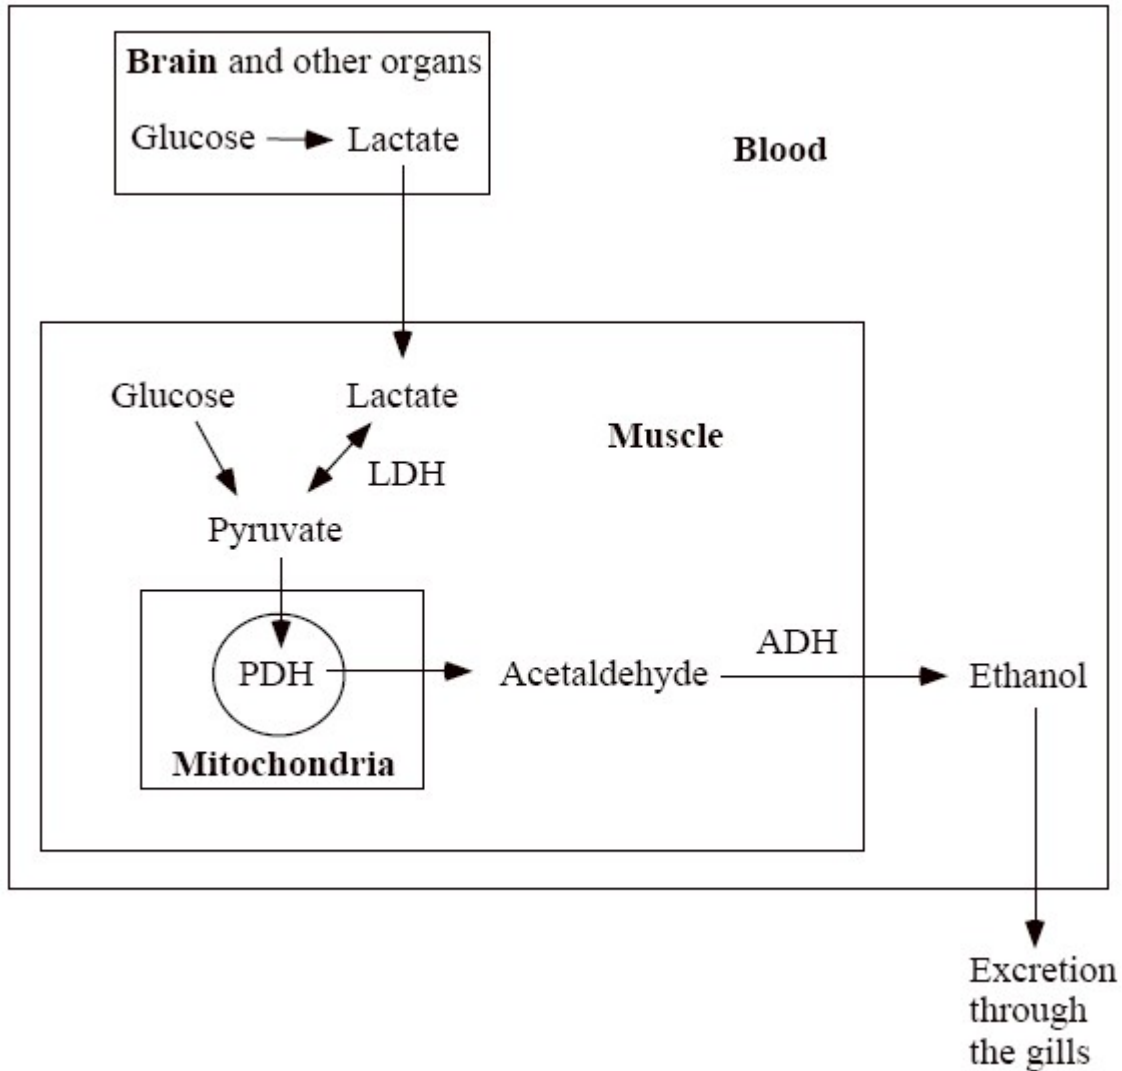 Brain and other organs
Glucose Lactate
Blood
Glucose Lactate
Muscle
LDH
Pyruvate
ADH
PDH Acetaldehyde Ethanol
Mitochondria
Excretion
through
the gills